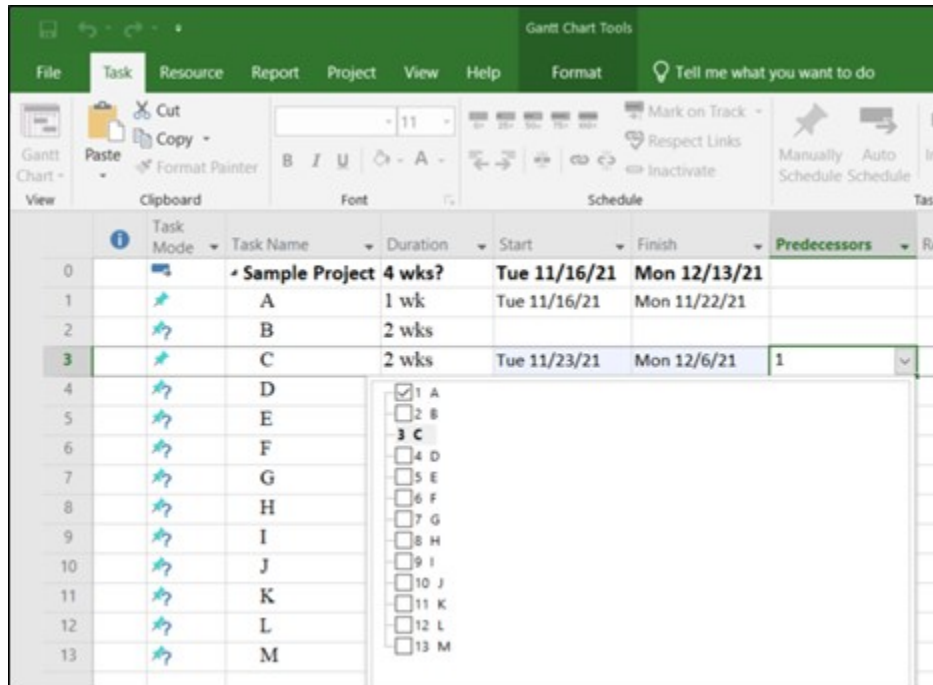 Gantt Chart Tools
File Task Resource Report Project View Help Format Tell me what you want to do
Gantt Chart
View
Paste
Cut
Copy
Format Painter
Clipboard
11
B I U A
Font
0% 25% 50% 75% 100%
Mark on Track
Respect Links
Inactivate
Schedule
Manually Schedule
Auto Schedule
Task Mode Task Name Duration Start Finish Predecessors
0 Sample Project 4 wks? Tue 11/16/21 Mon 12/13/21
1 A 1 wk Tue 11/16/21 Mon 11/22/21
2 B 2 wks
3 C 2 wks Tue 11/23/21 Mon 12/6/21 1
4 D
5 E
6 F
7 G
8 H
9 I
10 J
11 K
12 L
13 M
1 A
2 B
3 C
4 D
5 E
6 F
7 G
8 H
9 I
10 J
11 K
12 L
13 M